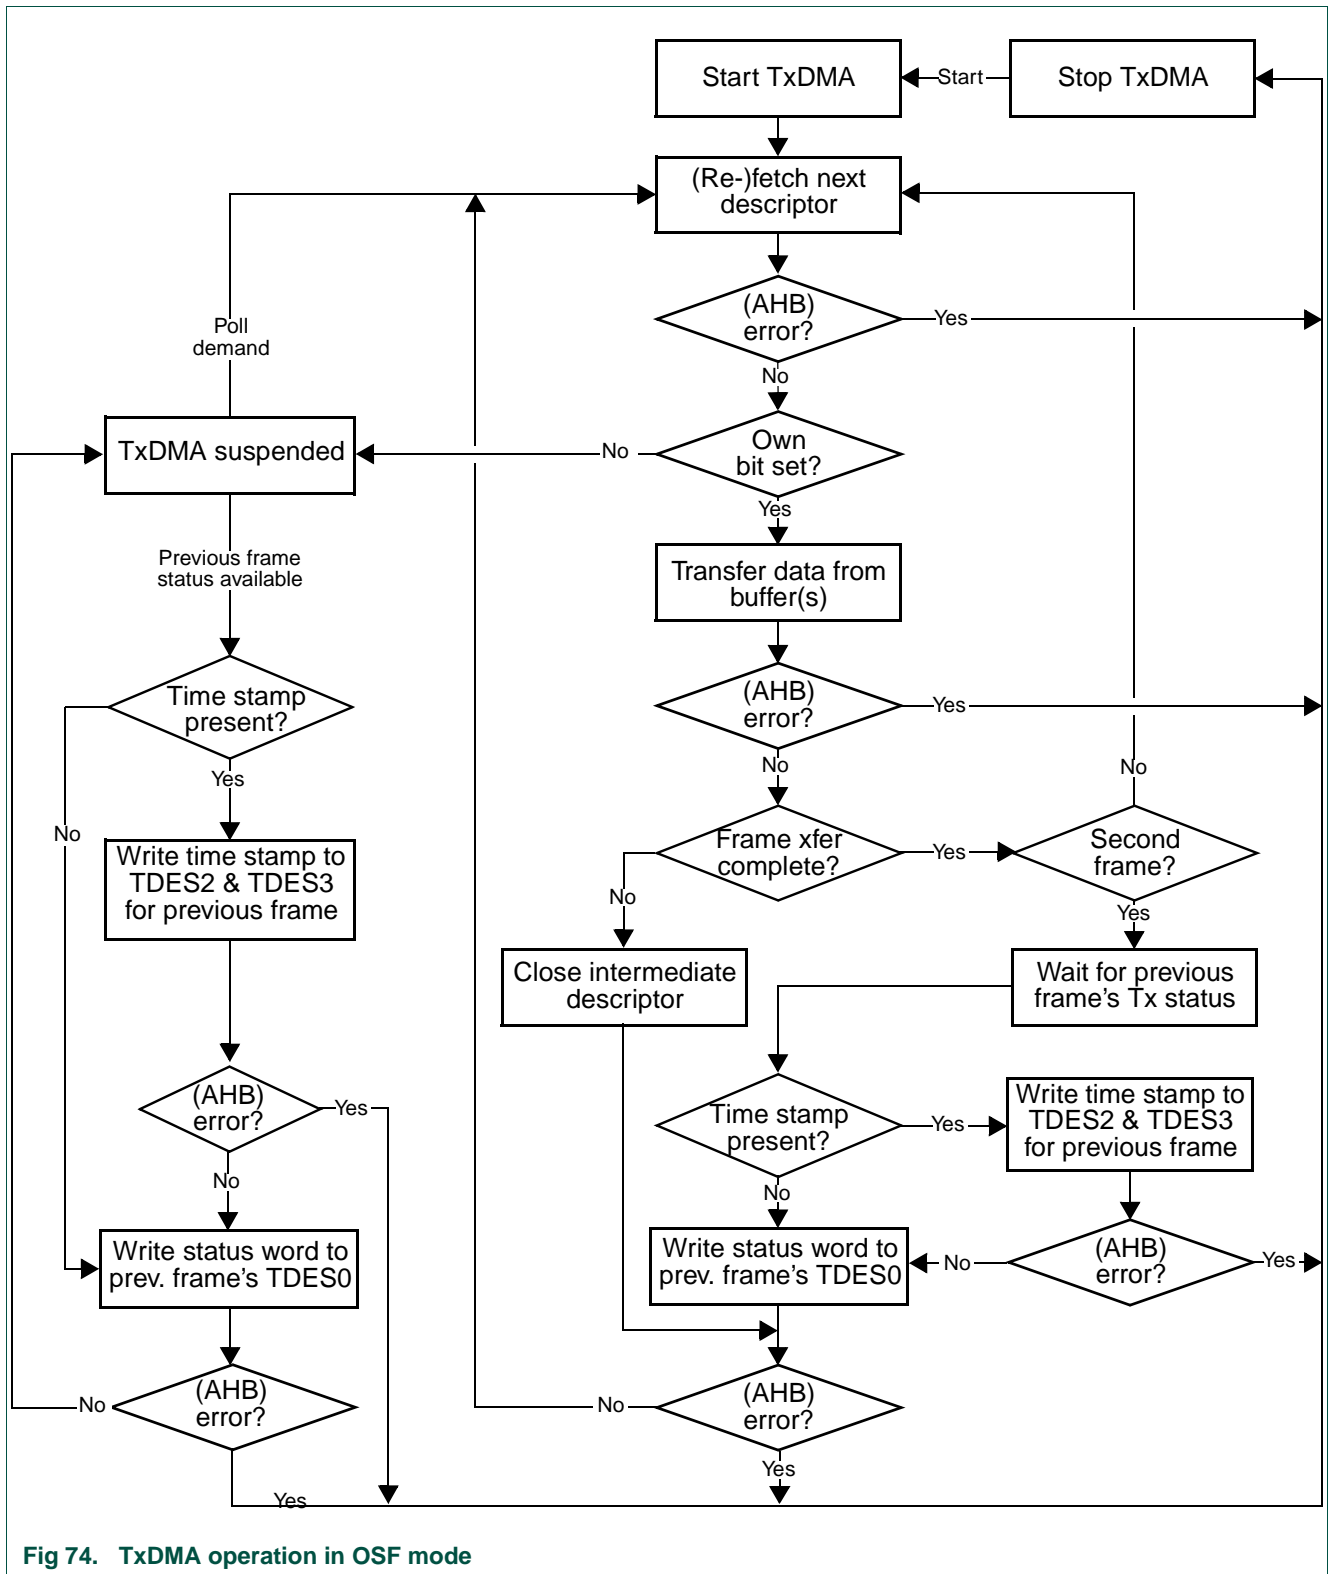 Start TxDMA
Start
Stop TxDMA
(Re-)fetch next
descriptor
(AHB)
error?
Yes
No
Poll
demand
TxDMA suspended
No
Own
bit set?
Yes
Previous frame
status available
Transfer data from
buffer(s)
Time stamp
present?
(AHB)
error?
Yes
No
Yes
No
No
Write time stamp to
TDES2 & TDES3
for previous frame
Frame xfer
complete?
Yes
Second
frame?
No
Yes
Close intermediate
descriptor
Wait for previous
frame's Tx status
(AHB)
error?
Yes
No
Time stamp
present?
Yes
Write time stamp to
TDES2 & TDES3
for previous frame
No
Write status word to
prev. frame's TDES0
Write status word to
prev. frame's TDES0
No
(AHB)
error?
Yes
No
(AHB)
error?
Yes
No
(AHB)
error?
Yes
Fig 74. TxDMA operation in OSF mode